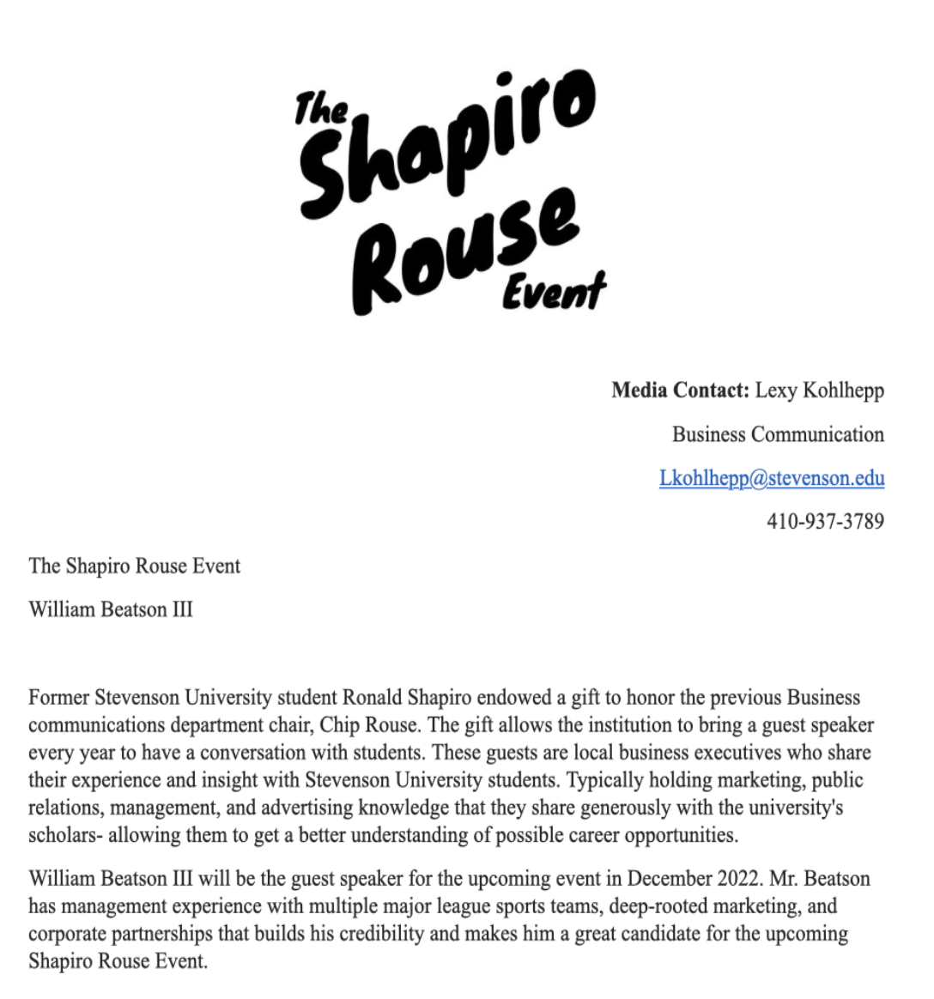 The
Shapiro
Rouse
Event
Media Contact: Lexy Kohlhepp
Business Communication
Lkohlhepp@stevenson.edu
410-937-3789
The Shapiro Rouse Event
William Beatson III
Former Stevenson University student Ronald Shapiro endowed a gift to honor the previous Business
communications department chair, Chip Rouse. The gift allows the institution to bring a guest speaker
every year to have a conversation with students. These guests are local business executives who share
their experience and insight with Stevenson University students. Typically holding marketing, public
relations, management, and advertising knowledge that they share generously with the university's
scholars- allowing them to get a better understanding of possible career opportunities.
William Beatson III will be the guest speaker for the upcoming event in December 2022. Mr. Beatson
has management experience with multiple major league sports teams, deep-rooted marketing, and
corporate partnerships that builds his credibility and makes him a great candidate for the upcoming
Shapiro Rouse Event.